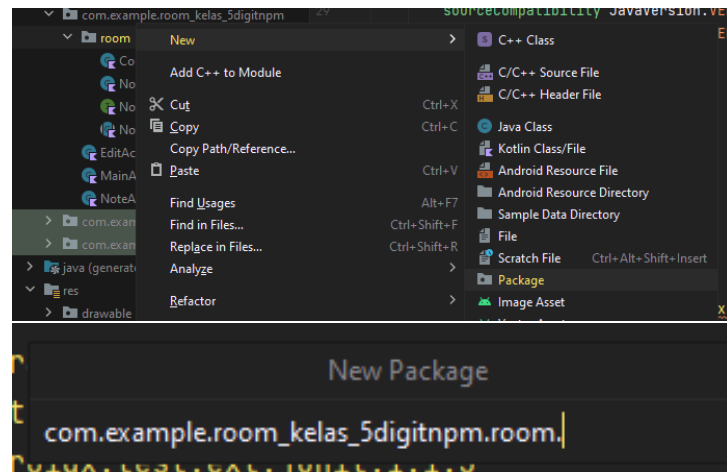 com.example.room_kelas_5digitnpm 29 sourceCompatibility JavaVersion.VE
room New > C++ Class E
Co
Add C++ to Module C/C++ Source File
No
C/C++ Header File
No Cut Ctrl+X
No Copy Ctrl+C Java Class
EditAc Copy Path/Reference... Kotlin Class/File
MainA Paste Ctrl+V Android Resource File
NoteA Android Resource Directory
Find Usages Alt+F7 Sample Data Directory
com.exam Find in Files... Ctrl+Shift+F File
com.exam Replace in Files... Ctrl+Shift+R Scratch File Ctrl+Alt+Shift+Insert
java (generate Analyze > Package
res Refactor > Image Asset
drawable
New Package
com.example.room_kelas_5digitnpm.room.